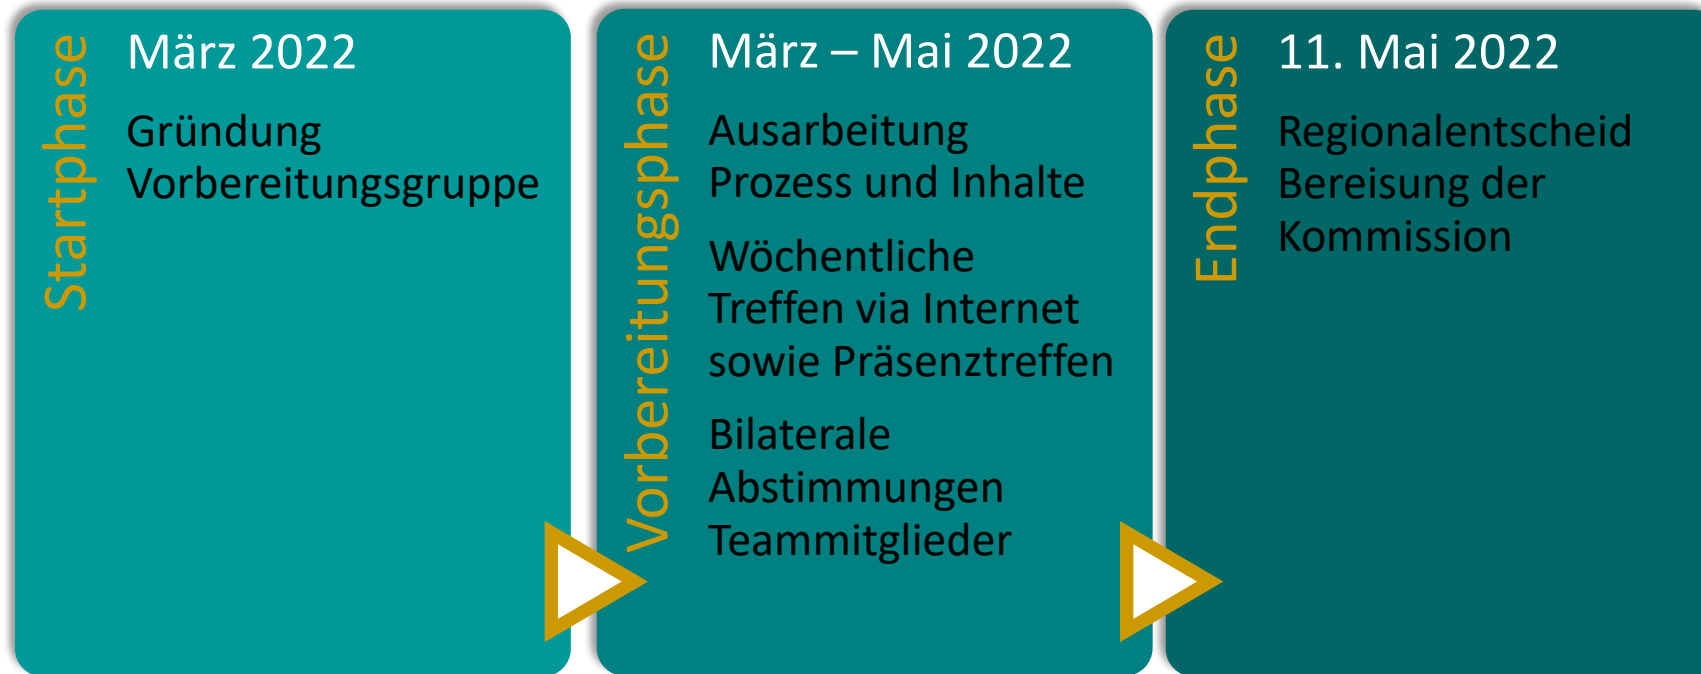 Startphase
März 2022
Gründung
Vorbereitungsgruppe
Vorbereitungsphase
März – Mai 2022
Ausarbeitung
Prozess und Inhalte
Wöchentliche
Treffen via Internet
sowie Präsenztreffen
Bilaterale
Abstimmungen
Teammitglieder
Endphase
11. Mai 2022
Regionalentscheid
Bereisung der
Kommission